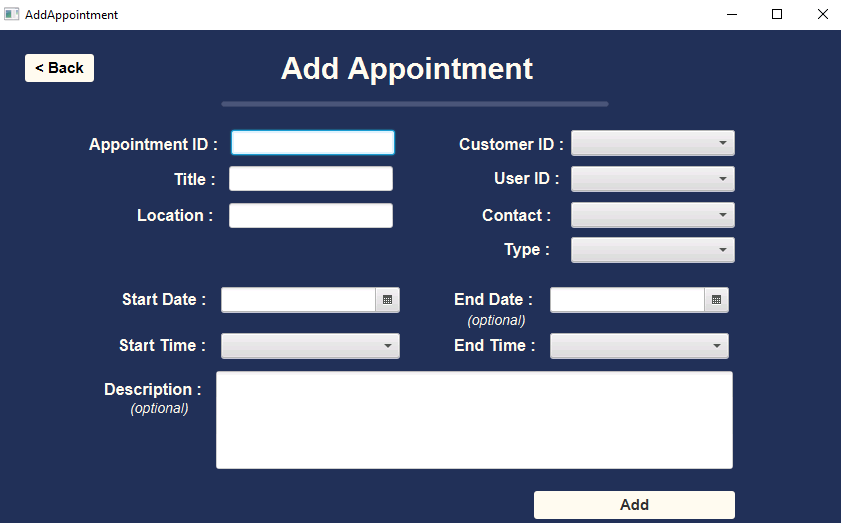 AddAppointment
< Back
Add Appointment
Appointment ID :
Customer ID :
Title :
User ID :
Location :
Contact :
Type :
Start Date :
End Date :
(optional)
Start Time :
End Time :
Description :
(optional)
Add